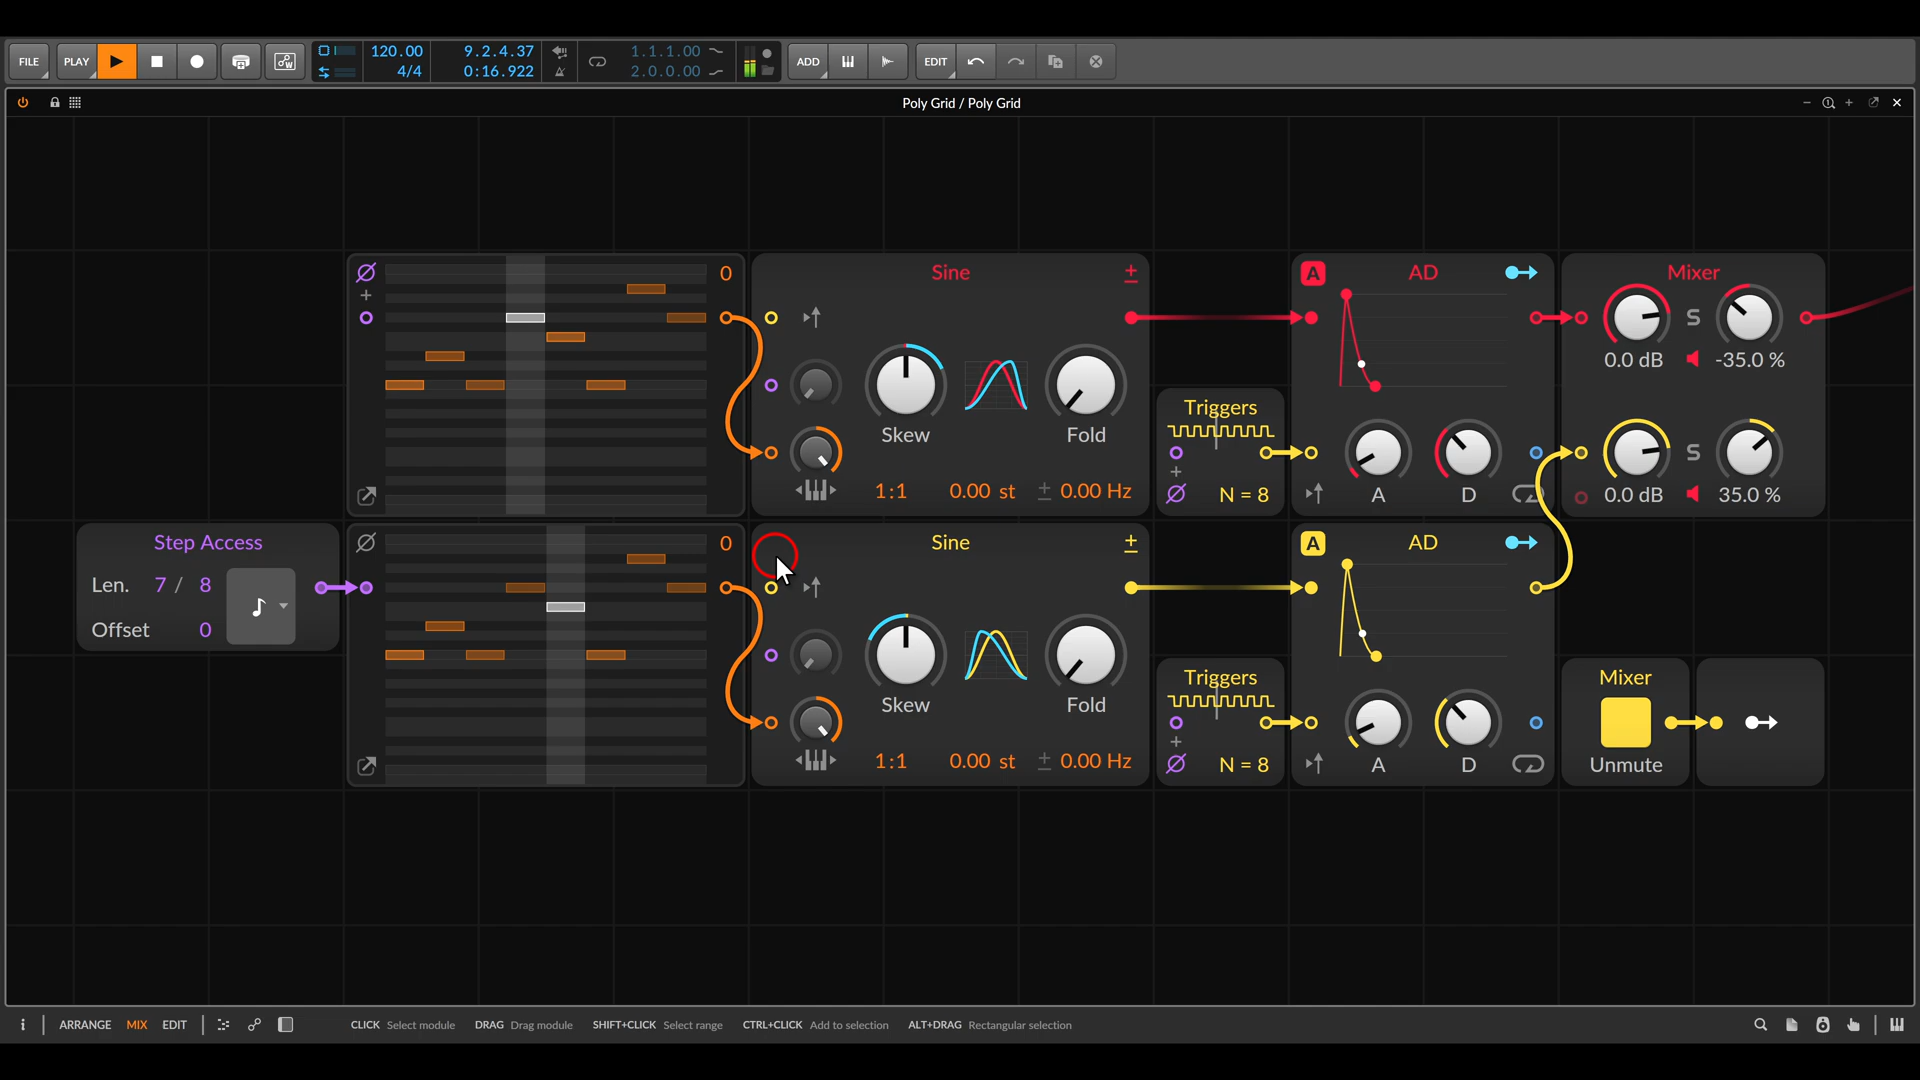 FILE PLAY 120.00 4/4 9.2.4.37 0:16.922 1.1.1.00 2.0.0.00 ADD EDIT
Poly Grid / Poly Grid
0 Sine A AD Mixer
0.0 dB S -35.0 %
Skew Fold Triggers
1:1 0.00 st 0.00 Hz N = 8 A D 0.0 dB S 35.0 %
Step Access 0 Sine A AD
Len. 7 / 8
Offset 0
Skew Fold Triggers Mixer
1:1 0.00 st 0.00 Hz N = 8 A D Unmute
ARRANGE MIX EDIT CLICK Select module DRAG Drag module SHIFT+CLICK Select range CTRL+CLICK Add to selection ALT+DRAG Rectangular selection